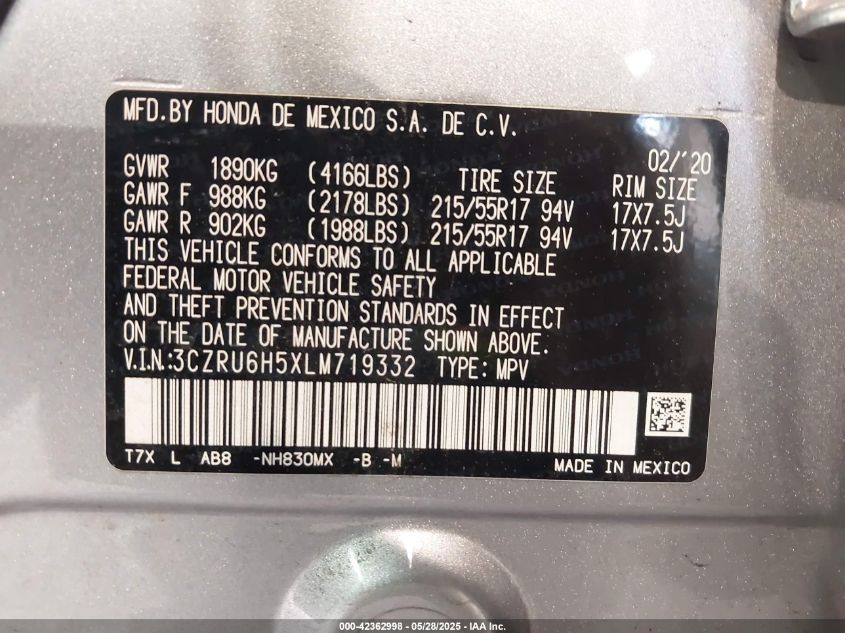 MFD.BY HONDA DE MEXICO S.A. DE C.V.
02/'20
GVWR 1890KG (4166LBS) TIRE SIZE RIM SIZE
GAWR F 988KG (2178LBS) 215/55R17 94V 17X7.5J
GAWR R 902KG (1988LBS) 215/55R17 94V 17X7.5J
THIS VEHICLE CONFORMS TO ALL APPLICABLE
FEDERAL MOTOR VEHICLE SAFETY
AND THEFT PREVENTION STANDARDS IN EFFECT
ON THE DATE OF MANUFACTURE SHOWN ABOVE.
V.I.N.:3CZRU6H5XLM719332 TYPE: MPV
T7X L AB8 -NH830MX -B -M MADE IN MEXICO
000-42362998 - 05/28/2025 - IAA Inc.